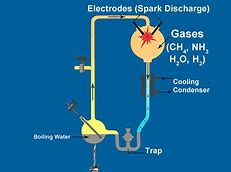 Electrodes (Spark Discharge)
Gases
(CH₄, NH₃
H₂O, H₂)
Cooling
Condenser
Boiling Water
Trap